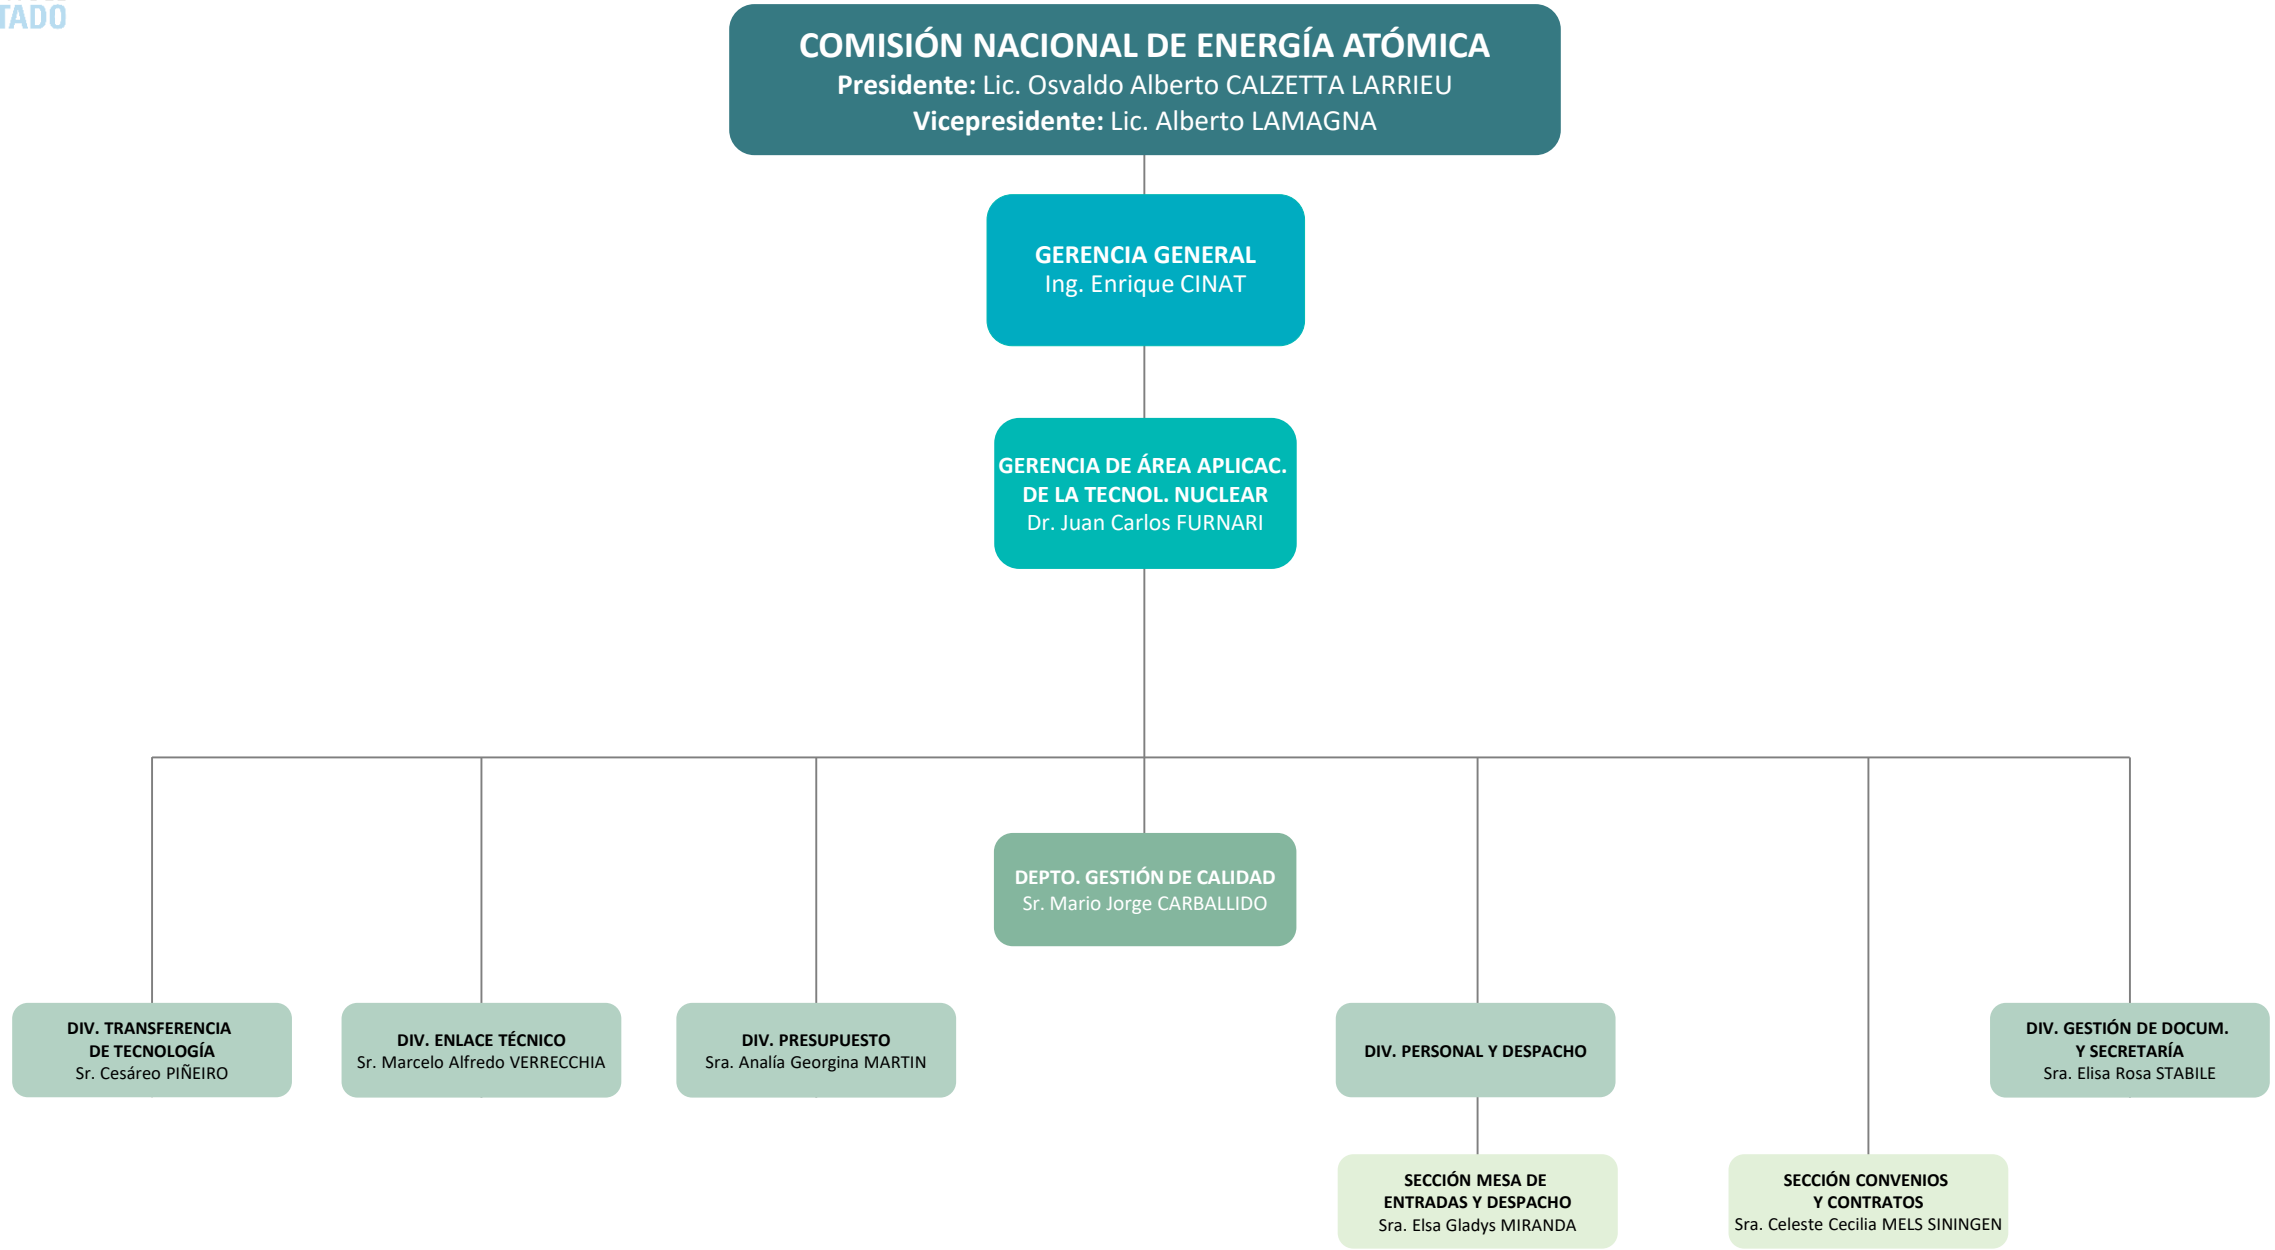 TADO
COMISIÓN NACIONAL DE ENERGÍA ATÓMICA
Presidente: Lic. Osvaldo Alberto CALZETTA LARRIEU
Vicepresidente: Lic. Alberto LAMAGNA
GERENCIA GENERAL
Ing. Enrique CINAT
GERENCIA DE ÁREA APLICAC.
DE LA TECNOL. NUCLEAR
Dr. Juan Carlos FURNARI
DEPTO. GESTIÓN DE CALIDAD
Sr. Mario Jorge CARBALLIDO
DIV. TRANSFERENCIA
DE TECNOLOGÍA
Sr. Cesáreo PIÑEIRO
DIV. ENLACE TÉCNICO
Sr. Marcelo Alfredo VERRECCHIA
DIV. PRESUPUESTO
Sra. Analía Georgina MARTIN
DIV. PERSONAL Y DESPACHO
DIV. GESTIÓN DE DOCUM.
Y SECRETARÍA
Sra. Elisa Rosa STABILE
SECCIÓN MESA DE
ENTRADAS Y DESPACHO
Sra. Elsa Gladys MIRANDA
SECCIÓN CONVENIOS
Y CONTRATOS
Sra. Celeste Cecilia MELS SININGEN